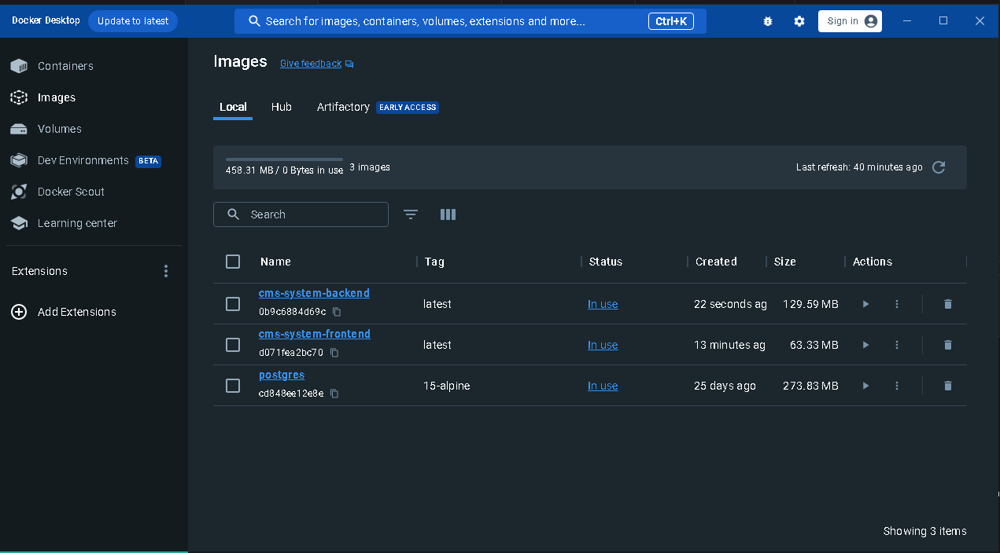 Docker Desktop
Update to latest
Search for images, containers, volumes, extensions and more...
Ctrl+K
Sign in
Containers
Images
Volumes
Dev Environments BETA
Docker Scout
Learning center
Extensions
Add Extensions
Images
Give feedback
Local
Hub
Artifactory EARLY ACCESS
458.31 MB / 0 Bytes in use
3 images
Last refresh: 40 minutes ago
Search
Name Tag Status Created Size Actions
cms-system-backend
0b9c6884d69c
latest In use 22 seconds ag 129.59 MB
cms-system-frontend
d071fea2bc70
latest In use 13 minutes ag 63.33 MB
postgres
cd848ee12e8e
15-alpine In use 25 days ago 273.83 MB
Showing 3 items